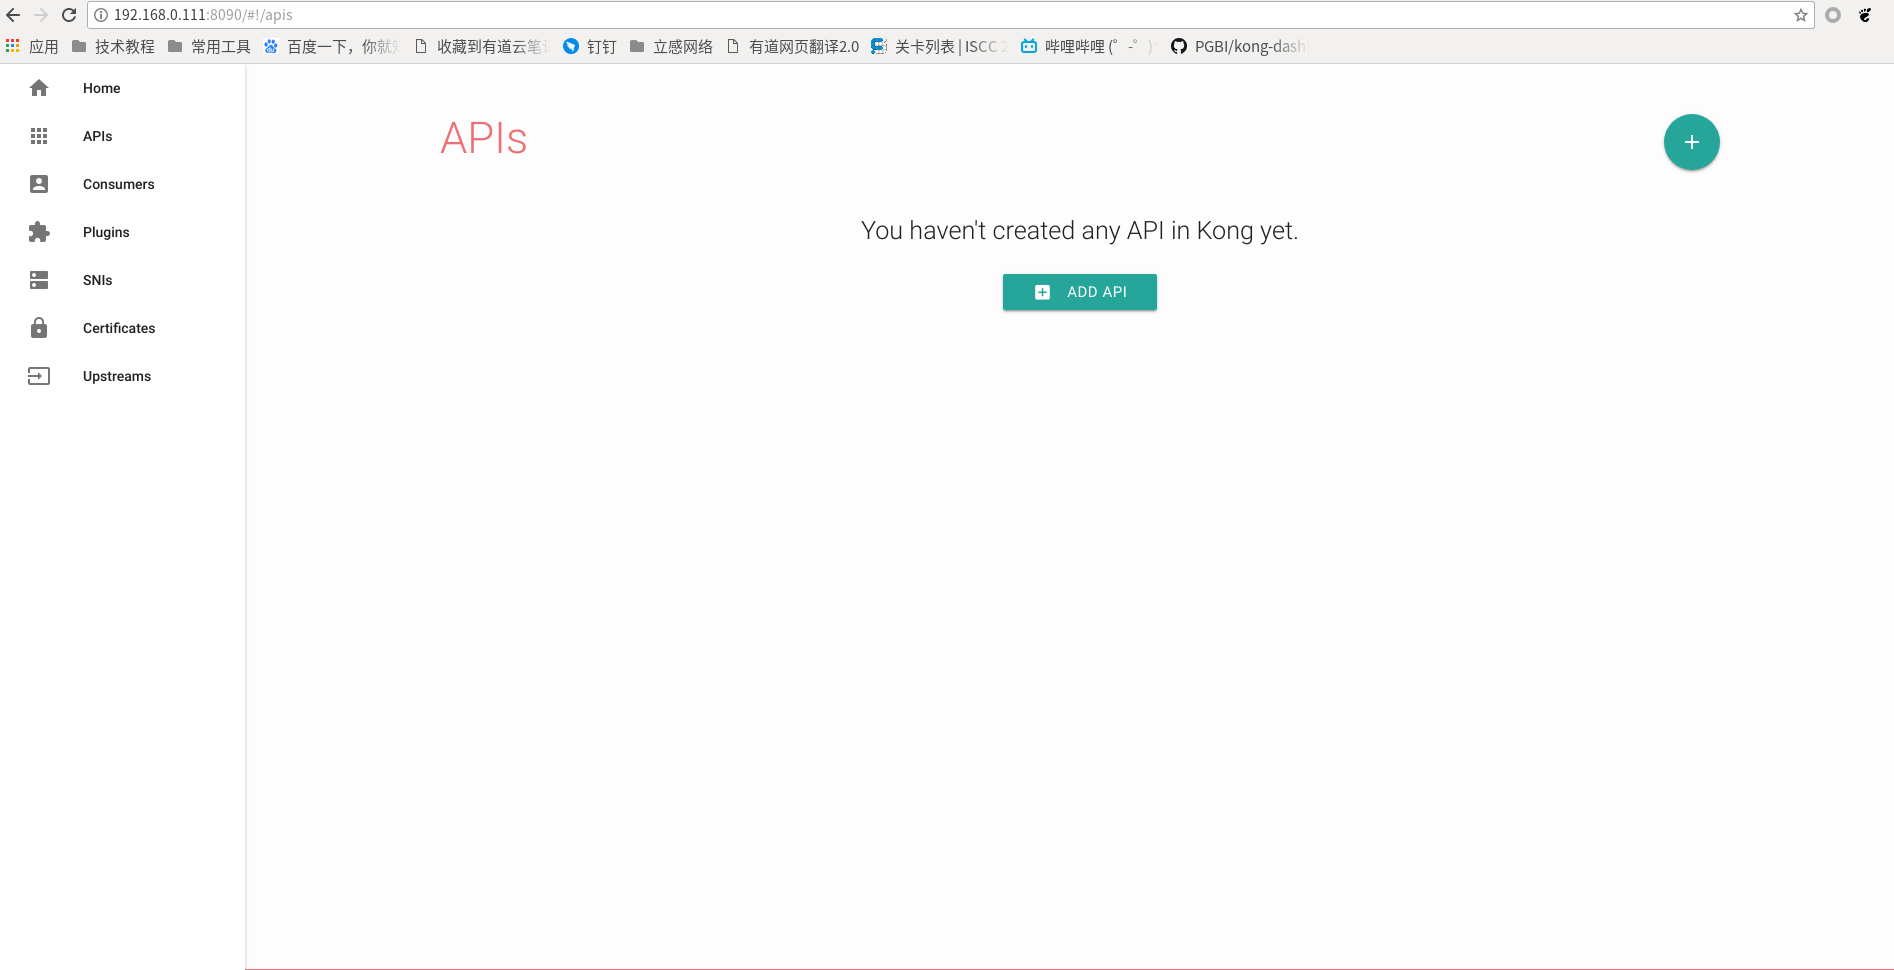 192.168.0.111:8090/#!/apis
应用 技术教程 常用工具 百度一下，你就 收藏到有道云笔 钉钉 立感网络 有道网页翻译2.0 关卡列表 | ISCC 哔哩哔哩 (゜-゜) PGBI/kong-dash
Home
APIs
Consumers
Plugins
SNIs
Certificates
Upstreams
APIs
+
You haven't created any API in Kong yet.
ADD API